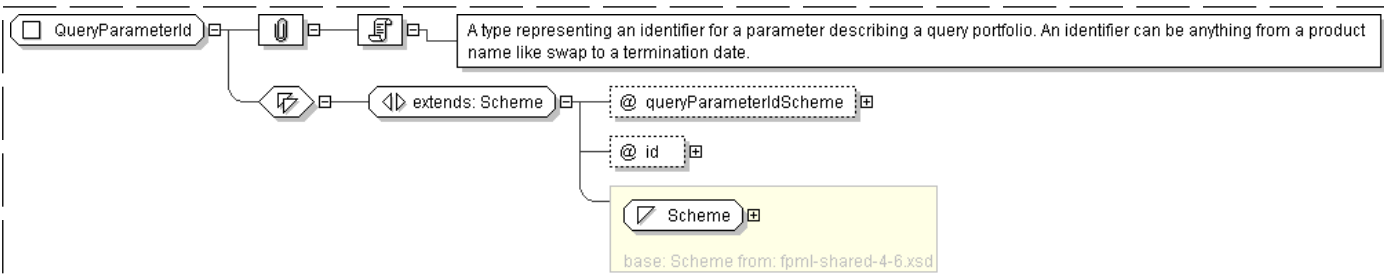 QueryParameterId
A type representing an identifier for a parameter describing a query portfolio. An identifier can be anything from a product
name like swap to a termination date.
extends: Scheme
@ queryParameterIdScheme
@ id
Scheme
base: Scheme from: fpml-shared-4-6.xsd